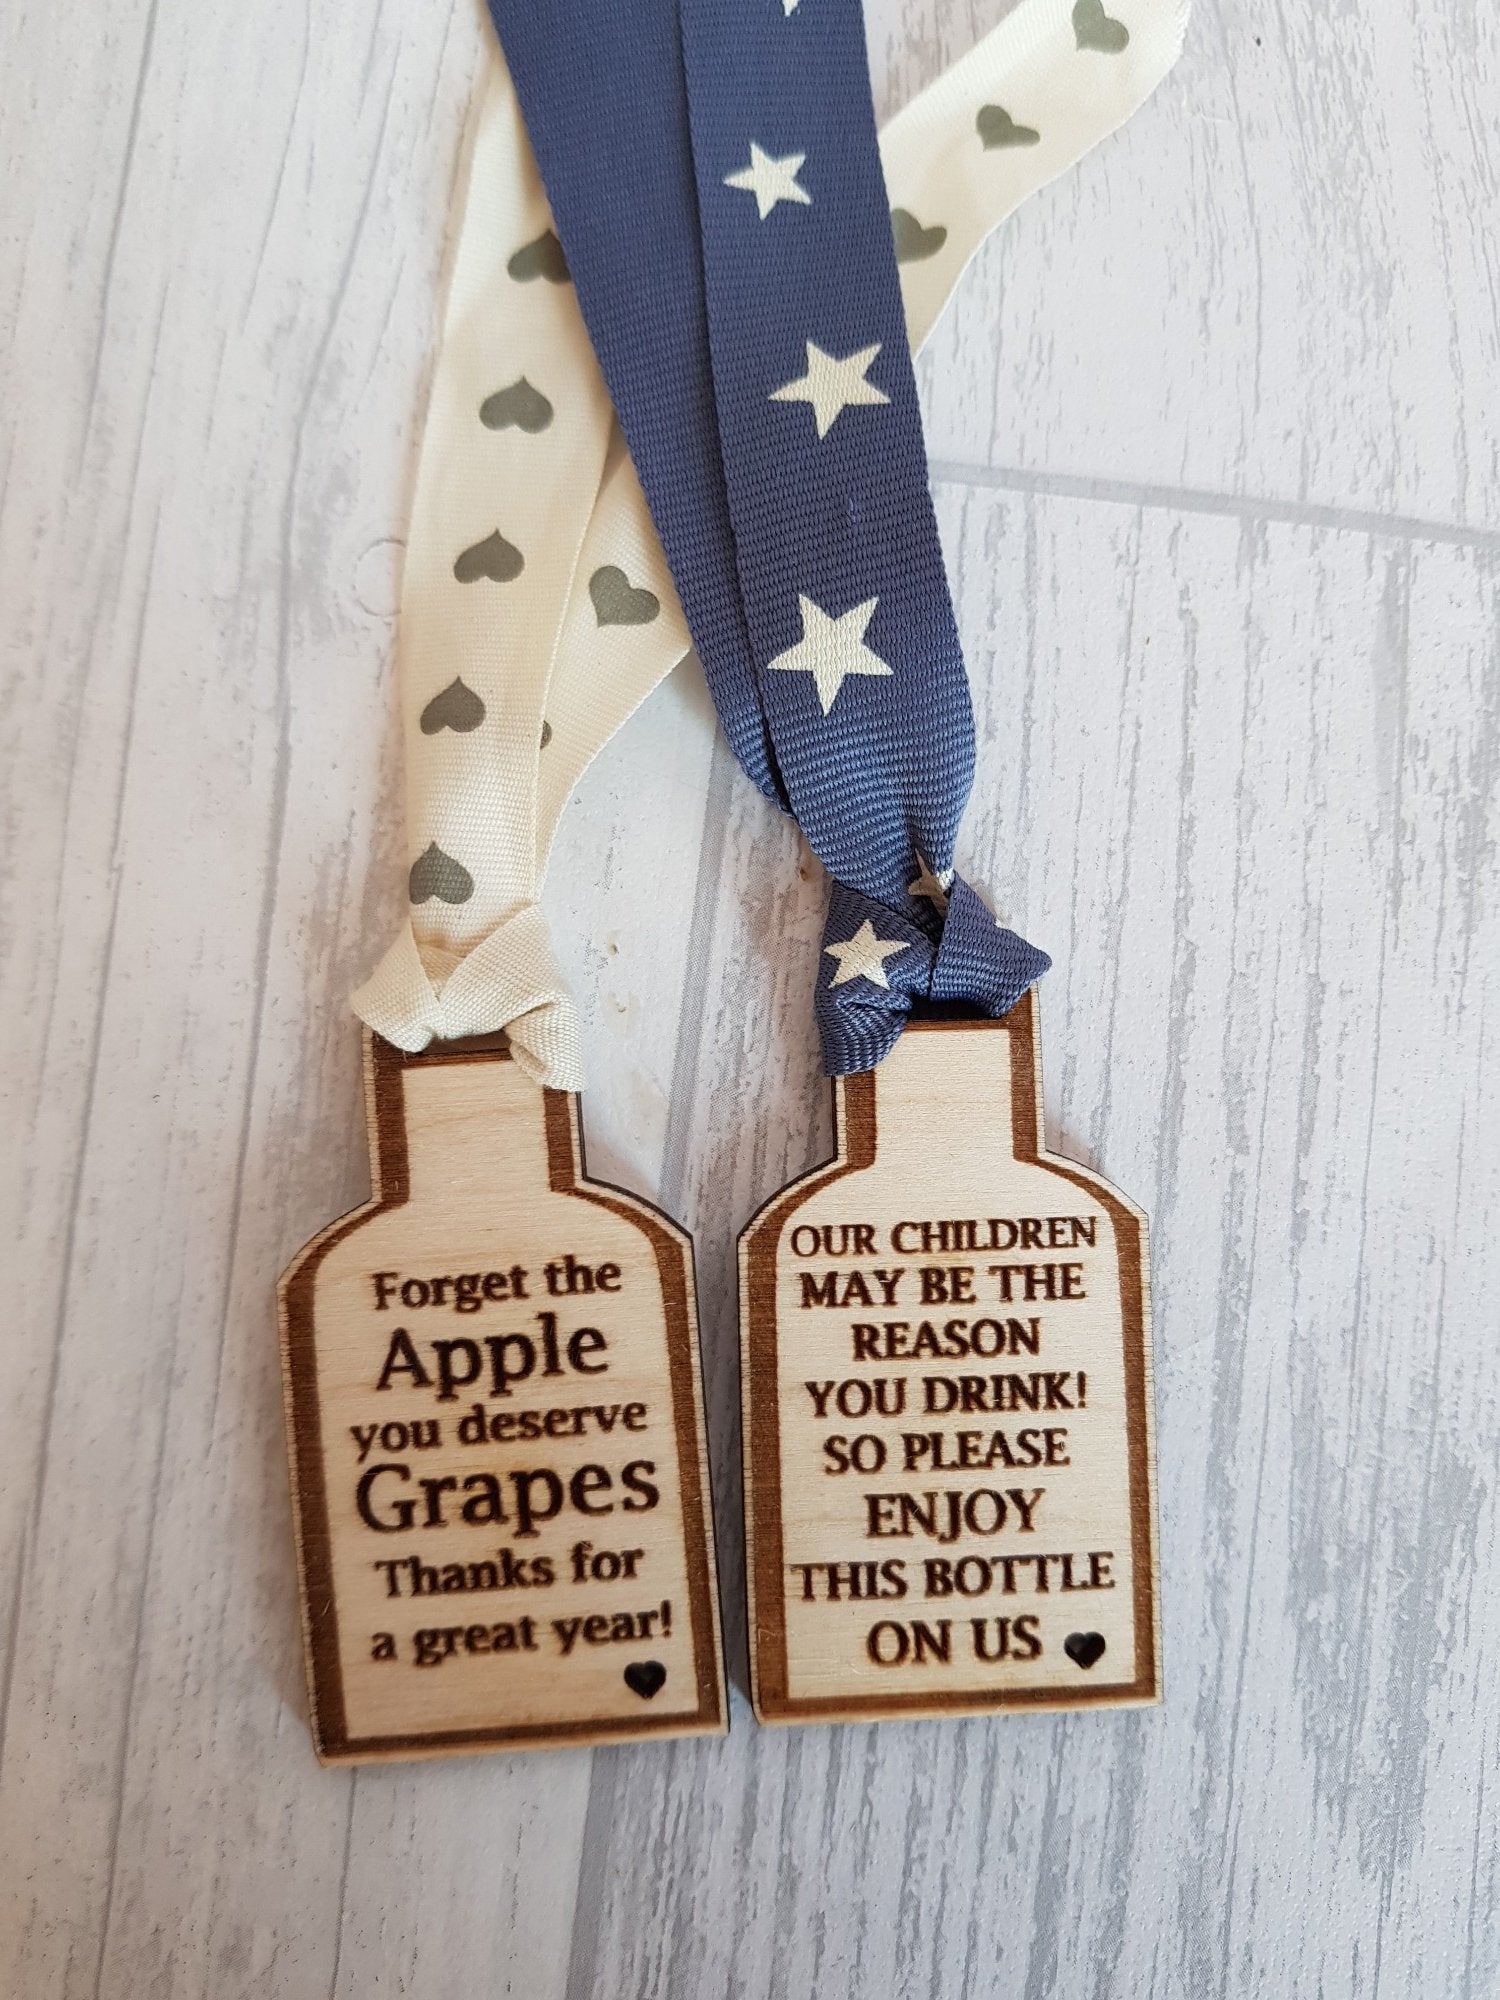 Forget the
Apple
you deserve
Grapes
Thanks for
a great year!
OUR CHILDREN
MAY BE THE
REASON
YOU DRINK!
SO PLEASE
ENJOY
THIS BOTTLE
ON US